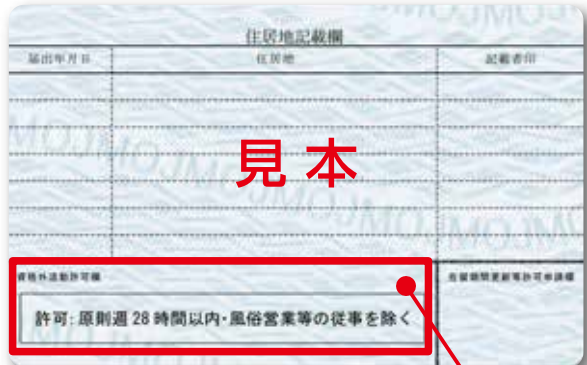 住居地記載欄
届出年月日 住居地 記載者印
見本
資格外活動許可欄 在留期間更新等許可申請欄
許可: 原則週28時間以内・風俗営業等の従事を除く